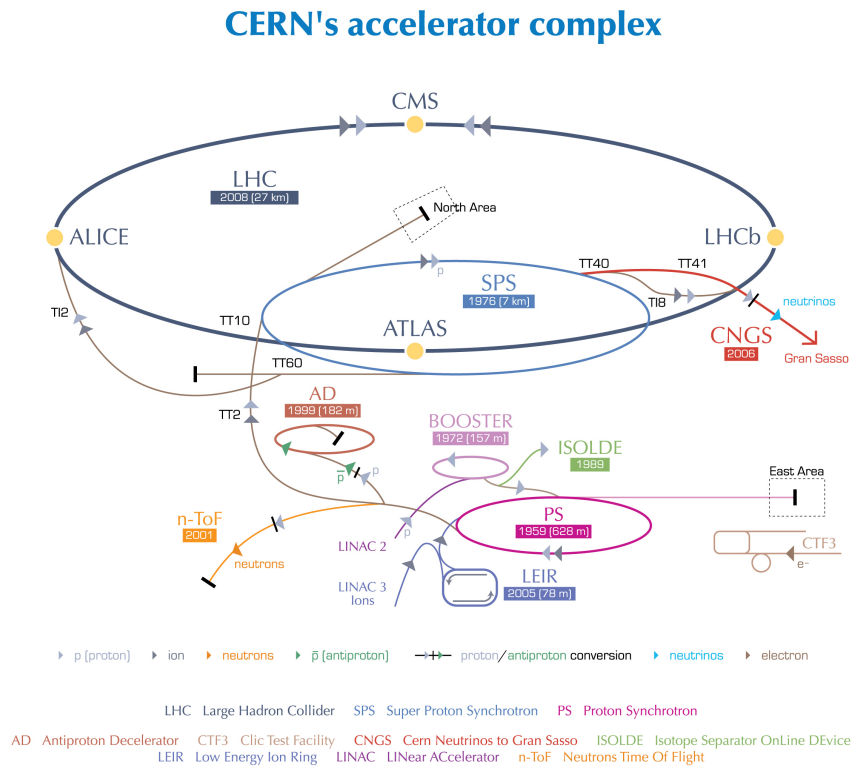 CERN's accelerator complex
CMS
LHC
2008 (27 km)
North Area
ALICE
LHCb
TT40
TT41
SPS
1976 (7 km)
p
TI8
neutrinos
TI2
TT10
ATLAS
CNGS
2006
Gran Sasso
TT60
AD
1999 (182 m)
TT2
BOOSTER
1972 (157 m)
ISOLDE
1989
p̅
p
East Area
n-ToF
2001
PS
1959 (628 m)
p
LINAC 2
neutrons
CTF3
e-
LINAC 3
Ions
LEIR
2005 (78 m)
p (proton) ion neutrons p̅ (antiproton) proton/antiproton conversion neutrinos electron
LHC Large Hadron Collider SPS Super Proton Synchrotron PS Proton Synchrotron
AD Antiproton Decelerator CTF3 Clic Test Facility CNGS Cern Neutrinos to Gran Sasso ISOLDE Isotope Separator OnLine DEvice
LEIR Low Energy Ion Ring LINAC LINear ACcelerator n-ToF Neutrons Time Of Flight